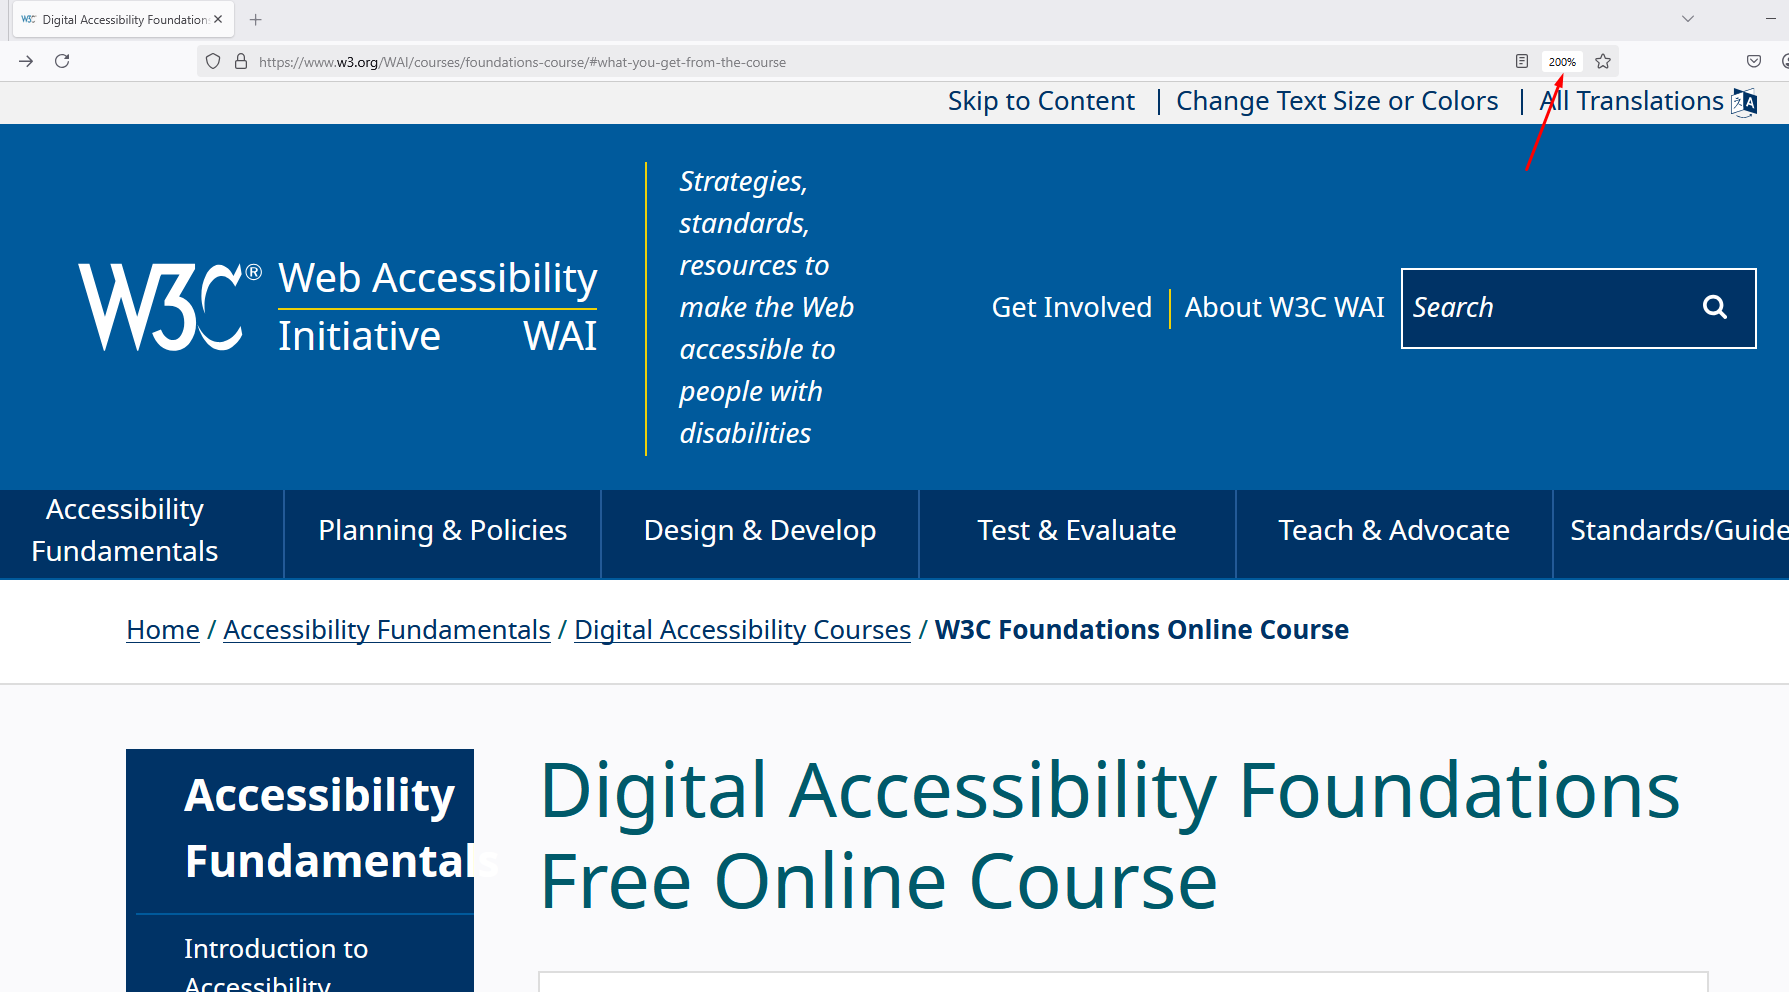 W3C Digital Accessibility Foundation
https://www.w3.org/WAI/courses/foundations-course/#what-you-get-from-the-course 200%
Skip to Content | Change Text Size or Colors | All Translations
Strategies,
standards,
resources to
make the Web
accessible to
people with
disabilities
W3C® Web Accessibility
Initiative WAI
Get Involved About W3C WAI Search
Accessibility
Fundamentals
Planning & Policies
Design & Develop
Test & Evaluate
Teach & Advocate
Standards/Guide
Home / Accessibility Fundamentals / Digital Accessibility Courses / W3C Foundations Online Course
Accessibility
Fundamentals
Introduction to
Accessibility
Digital Accessibility Foundations
Free Online Course